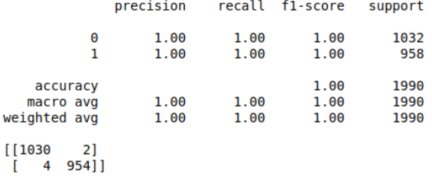 precision recall f1-score support
0 1.00 1.00 1.00 1032
1 1.00 1.00 1.00 958
accuracy 1.00 1990
macro avg 1.00 1.00 1.00 1990
weighted avg 1.00 1.00 1.00 1990
[[1030 2]
[ 4 954]]